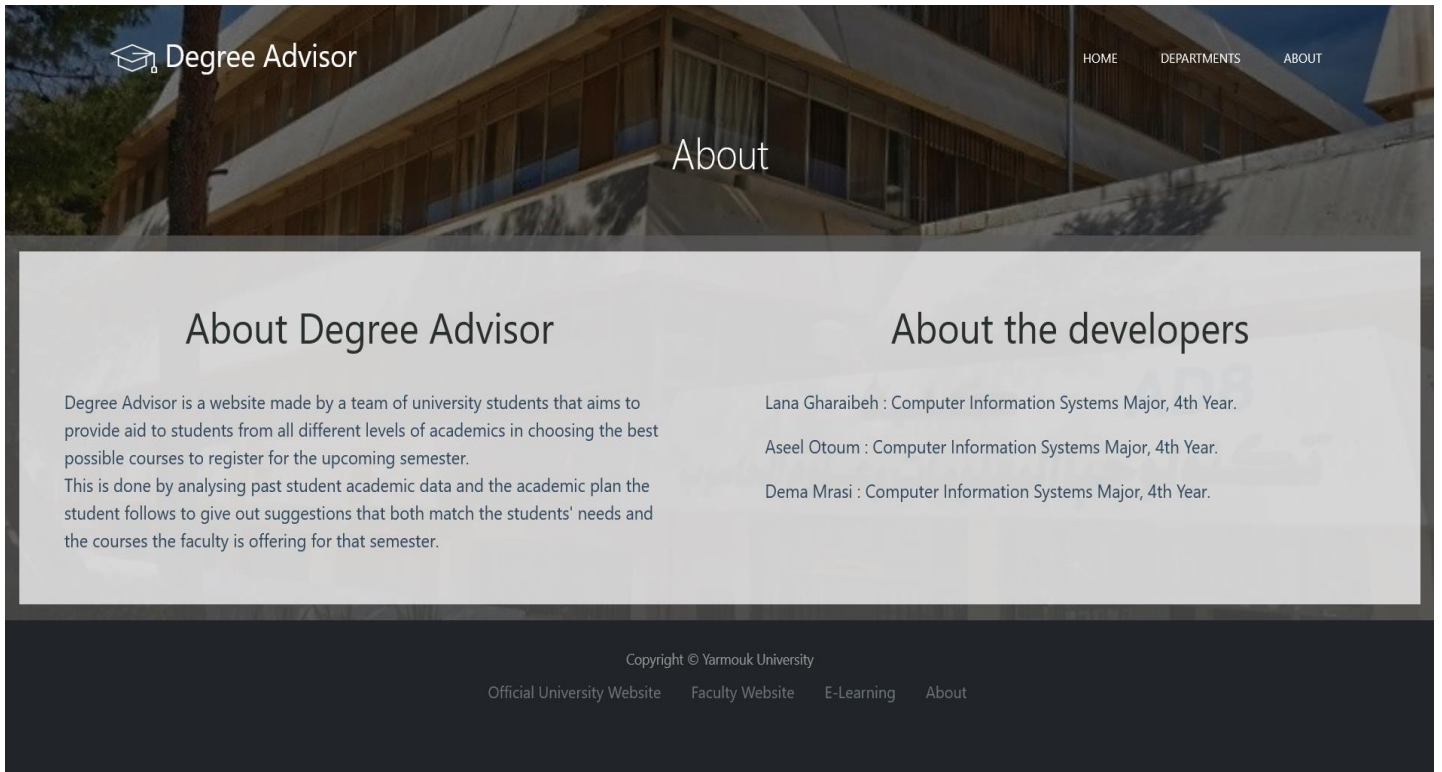 Degree Advisor
HOME
DEPARTMENTS
ABOUT
About
About Degree Advisor
Degree Advisor is a website made by a team of university students that aims to
provide aid to students from all different levels of academics in choosing the best
possible courses to register for the upcoming semester.
This is done by analysing past student academic data and the academic plan the
student follows to give out suggestions that both match the students' needs and
the courses the faculty is offering for that semester.
About the developers
Lana Gharaibeh : Computer Information Systems Major, 4th Year.
Aseel Otoum : Computer Information Systems Major, 4th Year.
Dema Mrasi : Computer Information Systems Major, 4th Year.
Copyright © Yarmouk University
Official University Website
Faculty Website
E-Learning
About